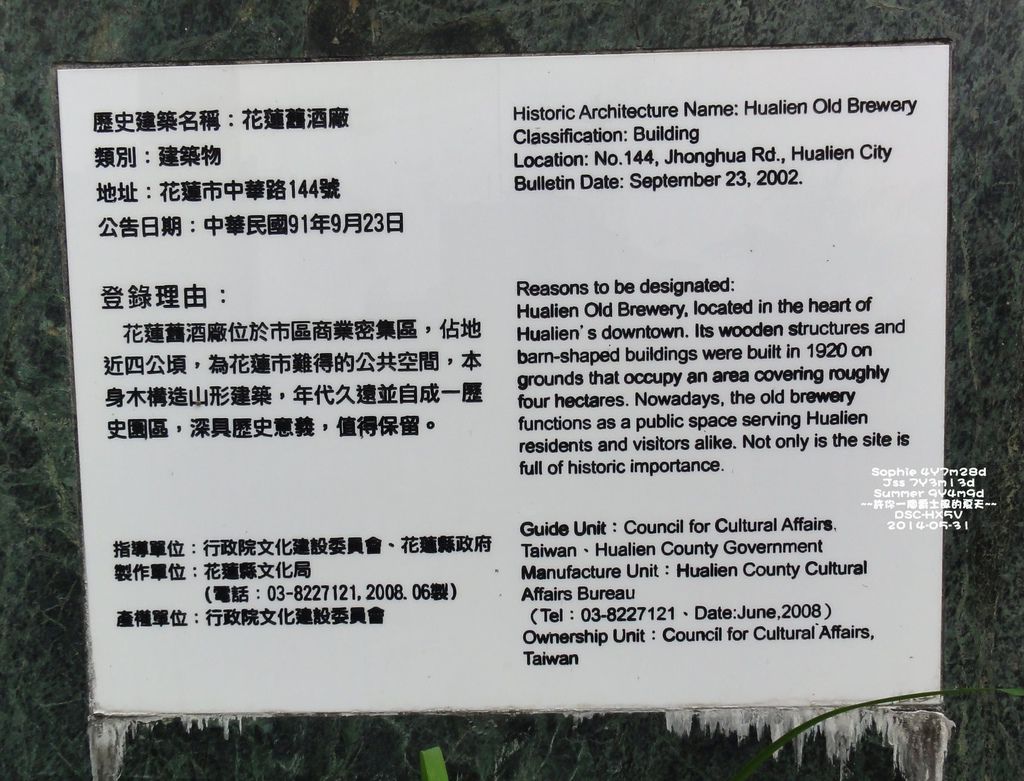 歷史建築名稱：花蓮舊酒廠
類別：建築物
地址：花蓮市中華路144號
公告日期：中華民國91年9月23日
登錄理由：
花蓮舊酒廠位於市區商業密集區，佔地
近四公頃，為花蓮市難得的公共空間，本
身木構造山形建築，年代久遠並自成一歷
史園區，深具歷史意義，值得保留。
指導單位：行政院文化建設委員會、花蓮縣政府
製作單位：花蓮縣文化局
（電話：03-8227121, 2008. 06製）
產權單位：行政院文化建設委員會
Historic Architecture Name: Hualien Old Brewery
Classification: Building
Location: No.144, Jhonghua Rd., Hualien City
Bulletin Date: September 23, 2002.
Reasons to be designated:
Hualien Old Brewery, located in the heart of
Hualien's downtown. Its wooden structures and
barn-shaped buildings were built in 1920 on
grounds that occupy an area covering roughly
four hectares. Nowadays, the old brewery
functions as a public space serving Hualien
residents and visitors alike. Not only is the site is
full of historic importance.
Guide Unit：Council for Cultural Affairs,
Taiwan、Hualien County Government
Manufacture Unit：Hualien County Cultural
Affairs Bureau
（Tel：03-8227121、Date:June,2008）
Ownership Unit：Council for Cultural Affairs,
Taiwan
Sophie 4Y7m28d
Jss 7Y3m13d
Summer 9Y4m9d
~~許你一個爵士風的夏天~~
DSC-HX5V
2014-05-31